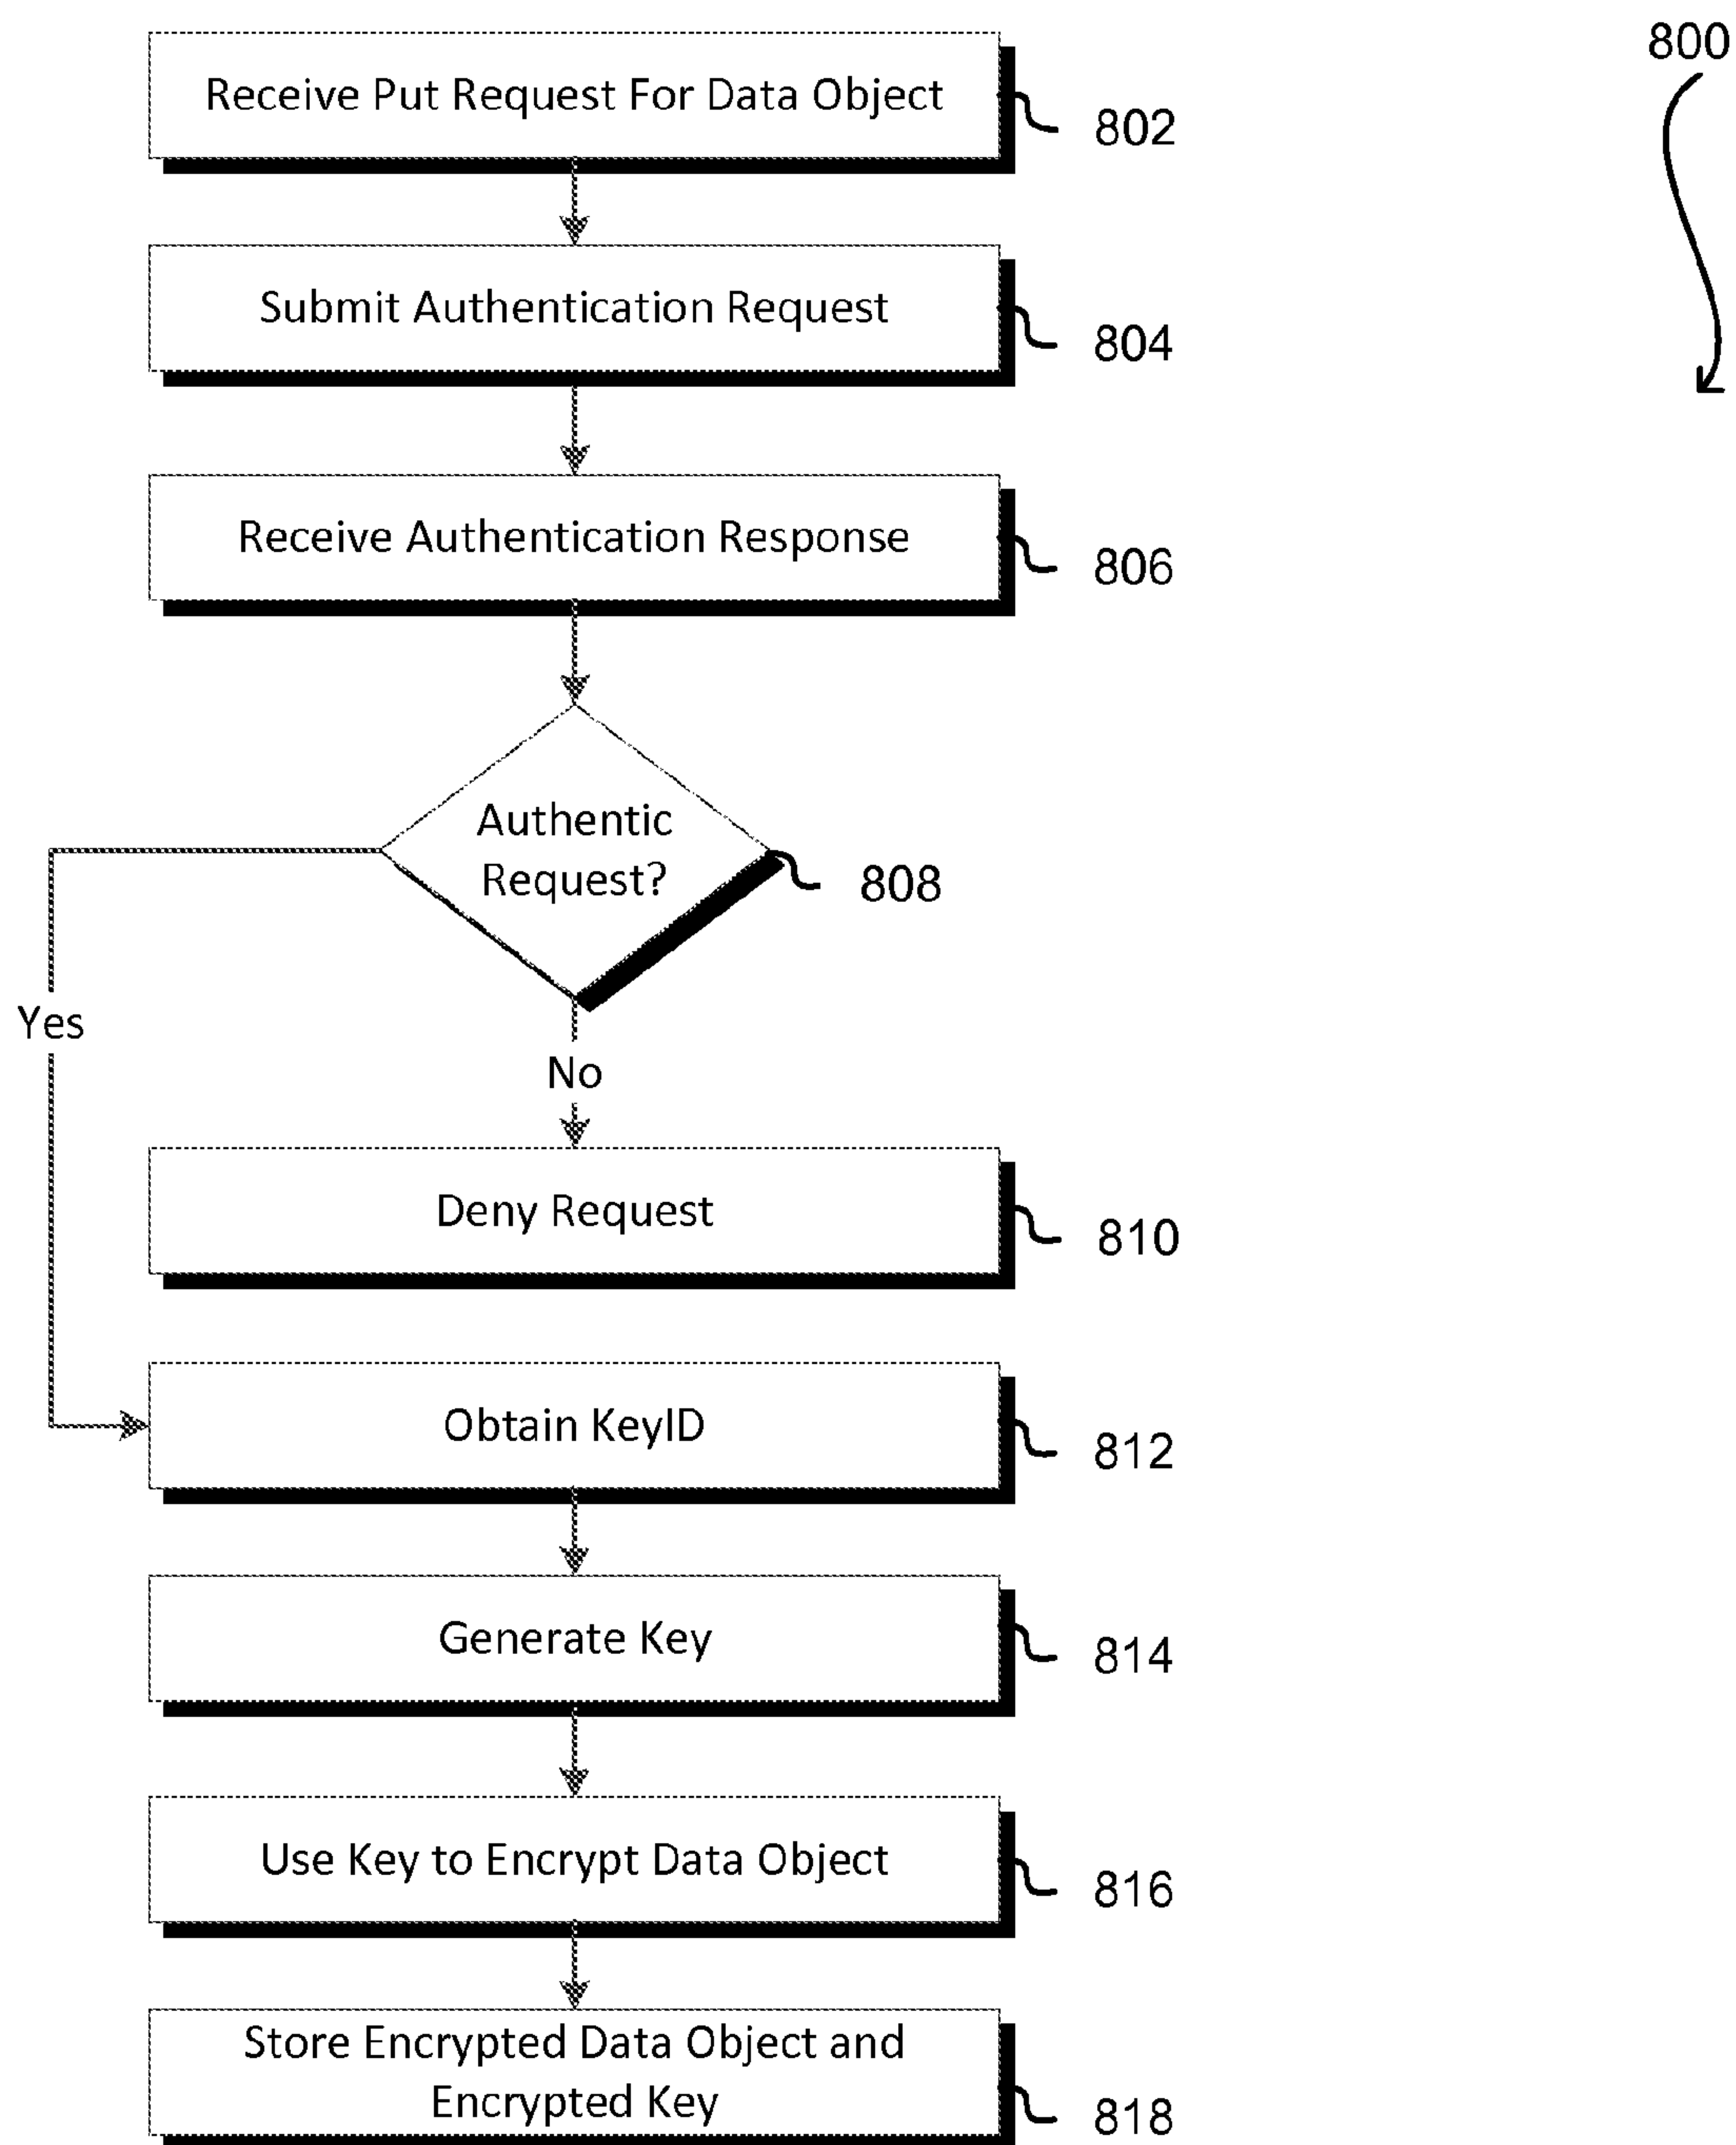 800
Receive Put Request For Data Object
802
Submit Authentication Request
804
Receive Authentication Response
806
Authentic
Request?
808
Yes
No
Deny Request
810
Obtain KeyID
812
Generate Key
814
Use Key to Encrypt Data Object
816
Store Encrypted Data Object and
Encrypted Key
818